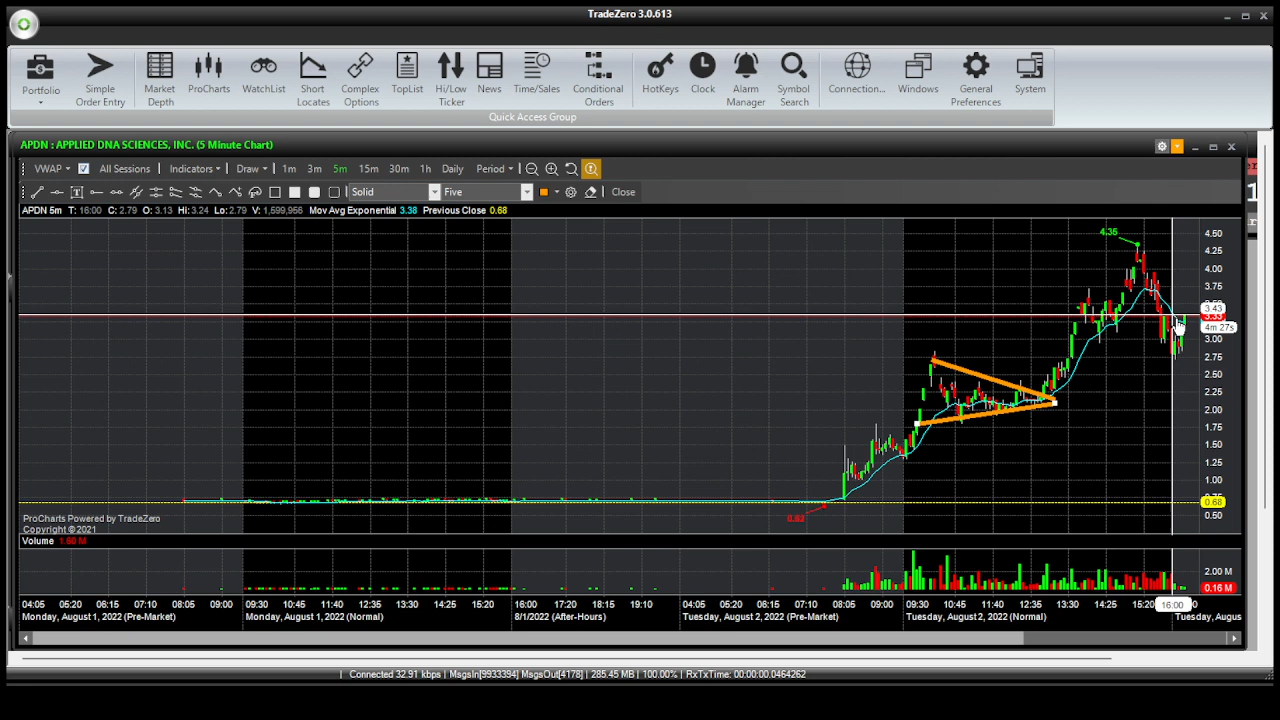 TradeZero 3.0.613
Portfolio
Simple Order Entry
Market Depth
ProCharts
WatchList
Short Locates
Complex Options
TopList
Hi/Low Ticker
News
Time/Sales
Conditional Orders
HotKeys
Clock
Alarm Manager
Symbol Search
Connection...
Windows
General Preferences
System
Quick Access Group
APDN : APPLIED DNA SCIENCES, INC. (5 Minute Chart)
VWAP All Sessions Indicators Draw 1m 3m 5m 15m 30m 1h Daily Period
Solid Five Close
APDN 5m T: 16:00 C: 2.79 O: 3.13 Hi: 3.24 Lo: 2.79 V: 1,599,956 Mov Avg Exponential 3.38 Previous Close 0.68
4.35
4.50
4.25
4.00
3.75
3.43
4m 27s
3.00
2.75
2.50
2.25
2.00
1.75
1.50
1.25
1.00
0.68
0.50
ProCharts Powered by TradeZero
Copyright © 2021
Volume 1.60 M
2.00 M
0.16 M
04:05 05:20 06:15 07:10 08:05 09:00 09:30 10:45 11:40 12:35 13:30 14:25 15:20 16:00 17:20 18:15 19:10 04:05 05:20 06:15 07:10 08:05 09:00 09:30 10:45 11:40 12:35 13:30 14:25 15:20 16:00
Monday, August 1, 2022 (Pre-Market) Monday, August 1, 2022 (Normal) 8/1/2022 (After-Hours) Tuesday, August 2, 2022 (Pre-Market) Tuesday, August 2, 2022 (Normal) Tuesday, Augus
Connected 32.91 kbps | MsgsIn[9933394] MsgsOut[4178] | 285.45 MB | 100.00% | RxTxTime: 00:00:00.0464262